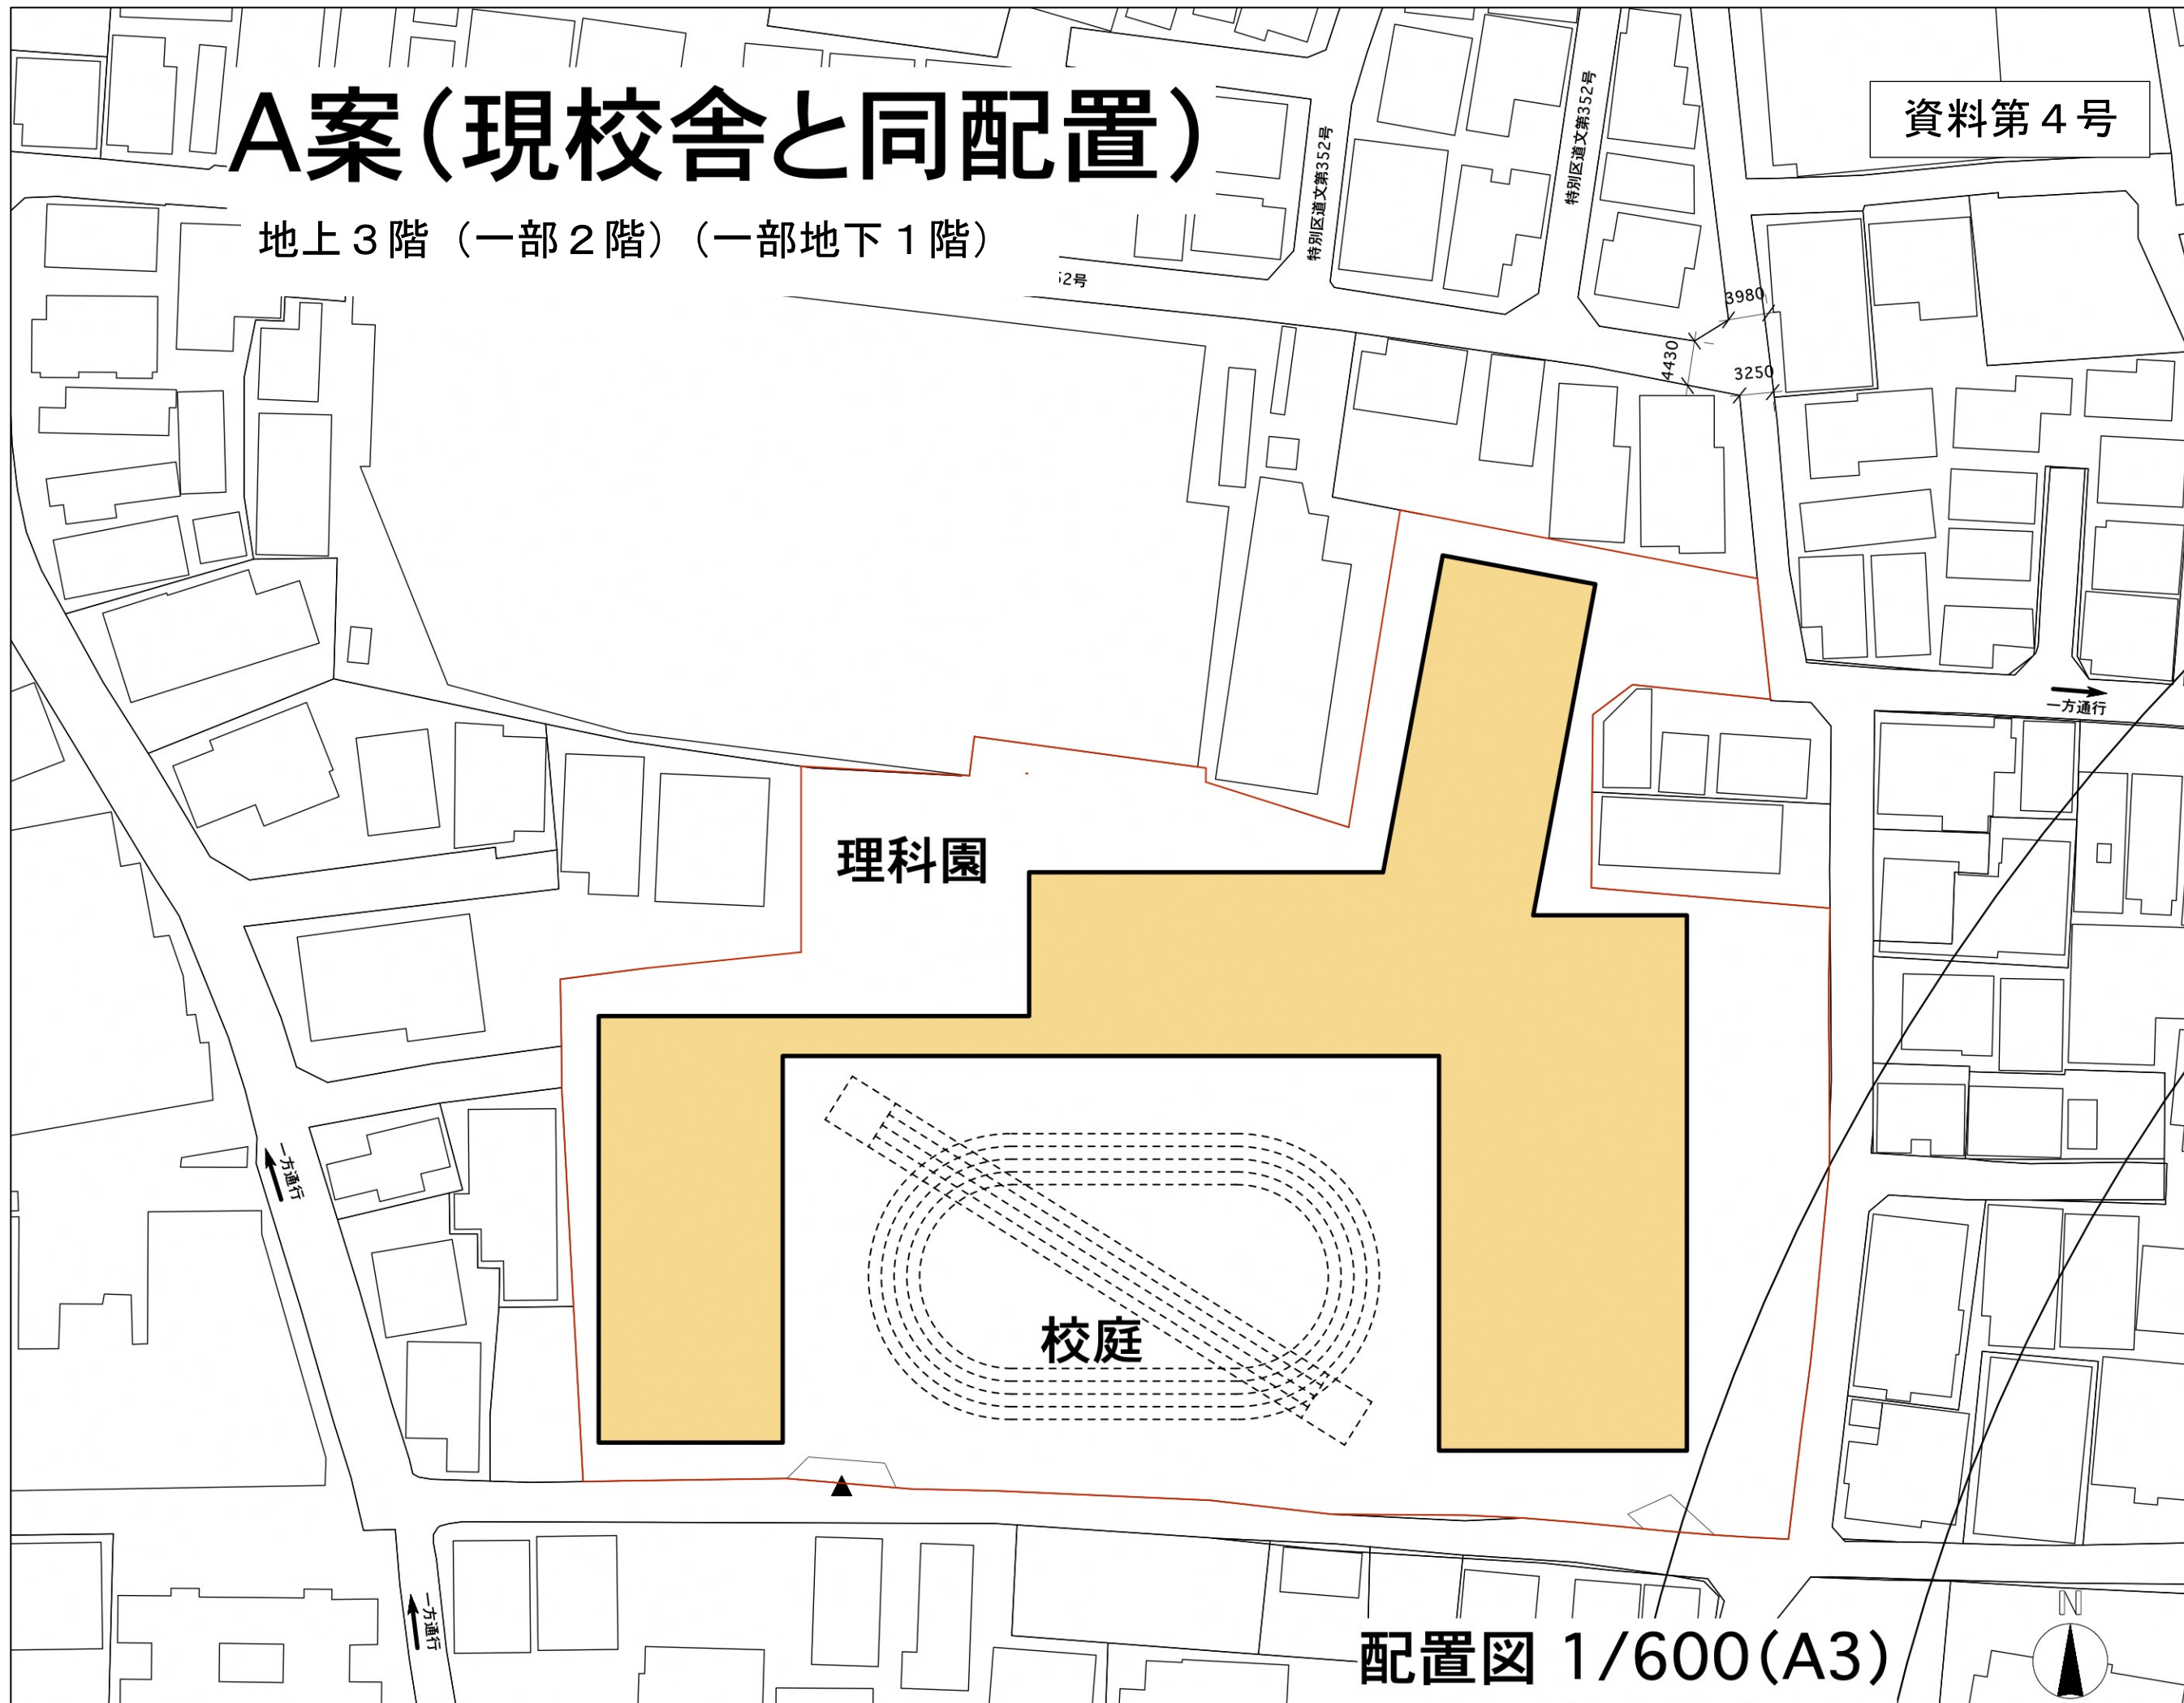 A案（現校舎と同配置）
資料第４号
地上３階（一部２階）（一部地下１階）
特別区道文第352号
特別区道文第352号
52号
3980
4430
3250
一方通行
理科園
一方通行
校庭
一方通行
配置図 1/600(A3)
N